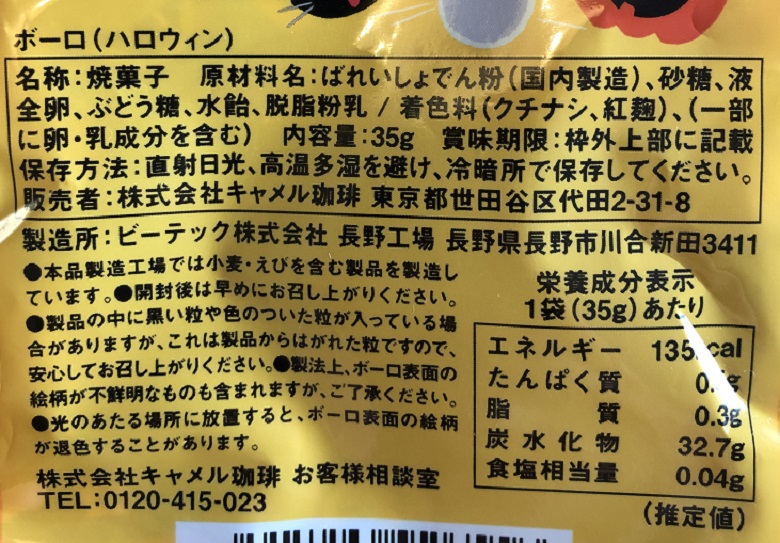 ボーロ(ハロウィン)
名称:焼菓子 原材料名:ばれいしょでん粉(国内製造)、砂糖、液
全卵、ぶどう糖、水飴、脱脂粉乳 / 着色料(クチナシ、紅麹)、(一部
に卵・乳成分を含む) 内容量:35g 賞味期限:枠外上部に記載
保存方法:直射日光、高温多湿を避け、冷暗所で保存してください。
販売者:株式会社キャメル珈琲 東京都世田谷区代田2-31-8
製造所:ビーテック株式会社 長野工場 長野県長野市川合新田3411
●本品製造工場では小麦・えびを含む製品を製造し
ています。●開封後は早めにお召し上がりください。
●製品の中に黒い粒や色のついた粒が入っている場
合がありますが、これは製品からはがれた粒ですので、
安心してお召し上がりください。●製法上、ボーロ表面の
絵柄が不鮮明なものも含まれますが、ご了承ください。
●光のあたる場所に放置すると、ボーロ表面の絵柄
が退色することがあります。
株式会社キャメル珈琲 お客様相談室
TEL:0120-415-023
栄養成分表示
1袋(35g)あたり
エネルギー 135kcal
たんぱく質
脂質 0.3g
炭水化物 32.7g
食塩相当量 0.04g
(推定値)